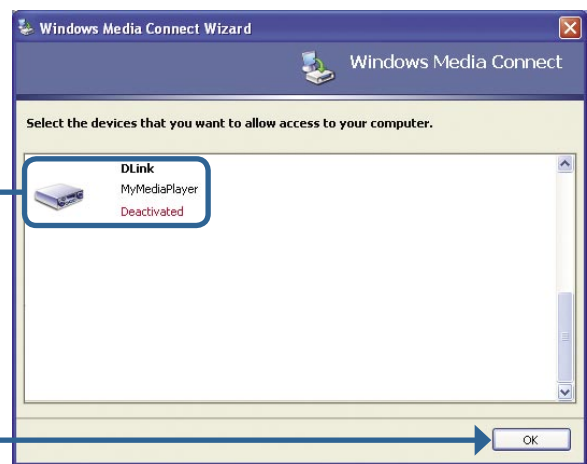 Windows Media Connect Wizard
Windows Media Connect
Select the devices that you want to allow access to your computer.
DLink
MyMediaPlayer
Deactivated
OK